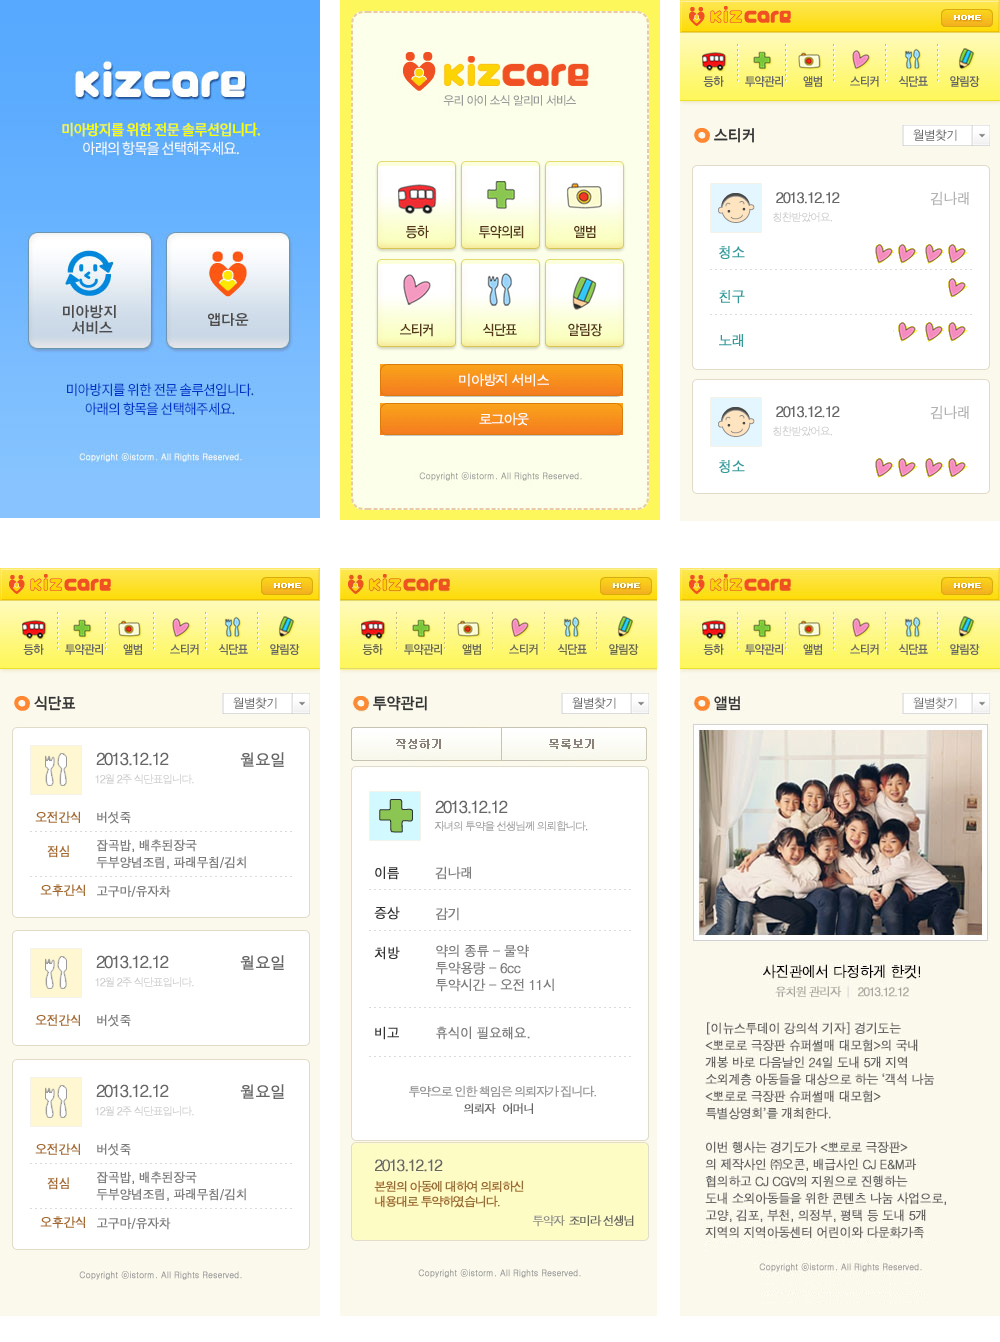 kizcare
미아방지를 위한 전문 솔루션입니다.
아래의 항목을 선택해주세요.
미아방지
서비스
앱다운
미아방지를 위한 전문 솔루션입니다.
아래의 항목을 선택해주세요.
Copyright ⓒistorm. All Rights Reserved.
kizcare
우리 아이 소식 알리미 서비스
등하 투약의뢰 앨범
스티커 식단표 알림장
미아방지 서비스
로그아웃
Copyright ⓒistorm. All Rights Reserved.
kizcare HOME
등하 투약관리 앨범 스티커 식단표 알림장
스티커 월별찾기
2013.12.12 김나래
칭찬받았어요.
청소
친구
노래
2013.12.12 김나래
칭찬받았어요.
청소
kizcare HOME
등하 투약관리 앨범 스티커 식단표 알림장
식단표 월별찾기
2013.12.12 월요일
12월 2주 식단표입니다.
오전간식 버섯죽
점심 잡곡밥, 배추된장국
두부양념조림, 파래무침/김치
오후간식 고구마/유자차
2013.12.12 월요일
12월 2주 식단표입니다.
오전간식 버섯죽
2013.12.12 월요일
12월 2주 식단표입니다.
오전간식 버섯죽
점심 잡곡밥, 배추된장국
두부양념조림, 파래무침/김치
오후간식 고구마/유자차
Copyright ⓒistorm. All Rights Reserved.
kizcare HOME
등하 투약관리 앨범 스티커 식단표 알림장
투약관리 월별찾기
작성하기 목록보기
2013.12.12
자녀의 투약을 선생님께 의뢰합니다.
이름 김나래
증상 감기
처방 약의 종류 - 물약
투약용량 - 6cc
투약시간 - 오전 11시
비고 휴식이 필요해요.
투약으로 인한 책임은 의뢰자가 집니다.
의뢰자 어머니
2013.12.12
본원의 아동에 대하여 의뢰하신
내용대로 투약하였습니다.
투약자 조미라 선생님
Copyright ⓒistorm. All Rights Reserved.
kizcare HOME
등하 투약관리 앨범 스티커 식단표 알림장
앨범 월별찾기
사진관에서 다정하게 한컷!
유치원 관리자 | 2013.12.12
[이뉴스투데이 강의석 기자] 경기도는
<뽀로로 극장판 슈퍼썰매 대모험>의 국내
개봉 바로 다음날인 24일 도내 5개 지역
소외계층 아동들을 대상으로 하는 '객석 나눔
<뽀로로 극장판 슈퍼썰매 대모험>
특별상영회'를 개최한다.
이번 행사는 경기도가 <뽀로로 극장판>
의 제작사인 ㈜오콘, 배급사인 CJ E&M과
협의하고 CJ CGV의 지원으로 진행하는
도내 소외아동들을 위한 콘텐츠 나눔 사업으로,
고양, 김포, 부천, 의정부, 평택 등 도내 5개
지역의 지역아동센터 어린이와 다문화가족
Copyright ⓒistorm. All Rights Reserved.